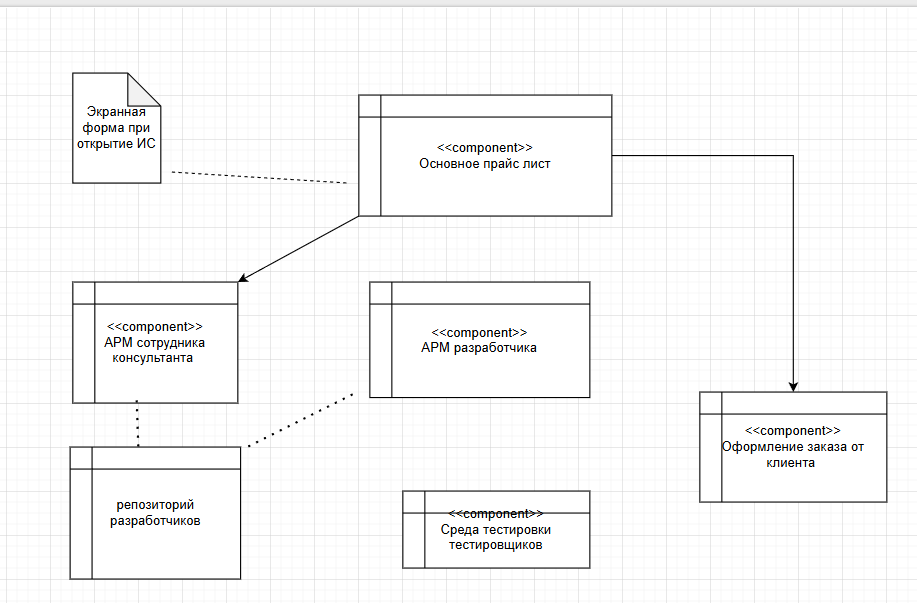 Экранная
форма при
открытие ИС
<<component>>
Основное прайс лист
<<component>>
АРМ сотрудника
консультанта
<<component>>
АРМ разработчика
<<component>>
Оформление заказа от
клиента
репозиторий
разработчиков
<<component>>
Среда тестировки
тестировщиков